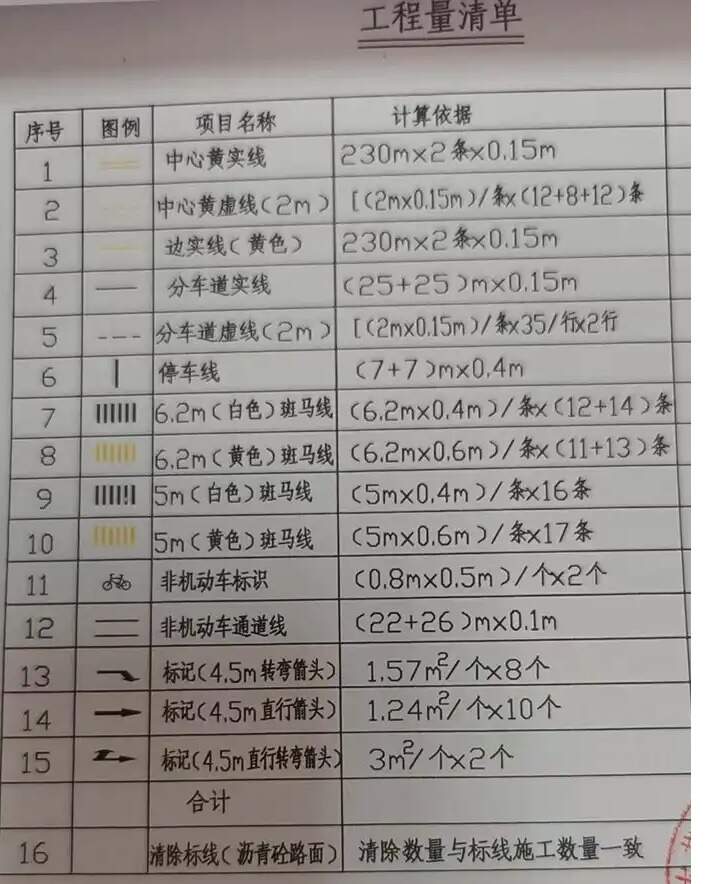 工程量清单
序号 图例 项目名称 计算依据
1 中心黄实线 230m×2条×0.15m
2 中心黄虚线(2m) [(2m×0.15m)/条×(12+8+12)条
3 边实线(黄色) 230m×2条×0.15m
4 分车道实线 (25+25)m×0.15m
5 分车道虚线(2m) [(2m×0.15m)/条×35/行×2行
6 停车线 (7+7)m×0.4m
7 6.2m(白色)斑马线 (6.2m×0.4m)/条×(12+14)条
8 6.2m(黄色)斑马线 (6.2m×0.6m)/条×(11+13)条
9 5m(白色)斑马线 (5m×0.4m)/条×16条
10 5m(黄色)斑马线 (5m×0.6m)/条×17条
11 非机动车标识 (0.8m×0.5m)/个×2个
12 非机动车通道线 (22+26)m×0.1m
13 标记(4.5m转弯箭头) 1.57m²/个×8个
14 标记(4.5m直行箭头) 1.24m²/个×10个
15 标记(4.5m直行转弯箭头) 3m²/个×2个
合计
16 清除标线(沥青砼路面) 清除数量与标线施工数量一致